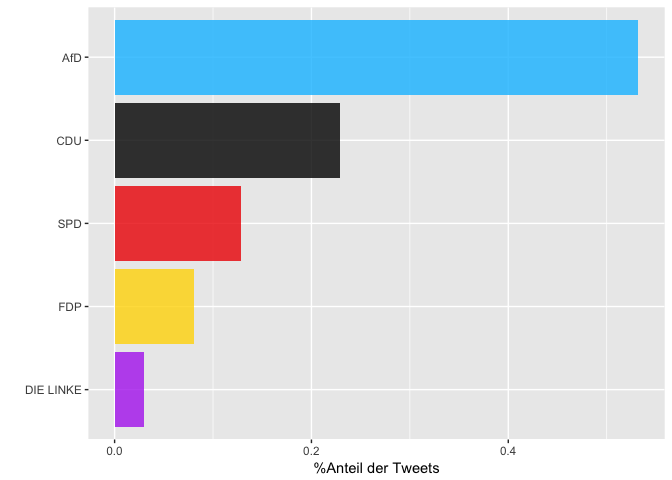 AfD
CDU
SPD
FDP
DIE LINKE
0.0 0.2 0.4
%Anteil der Tweets